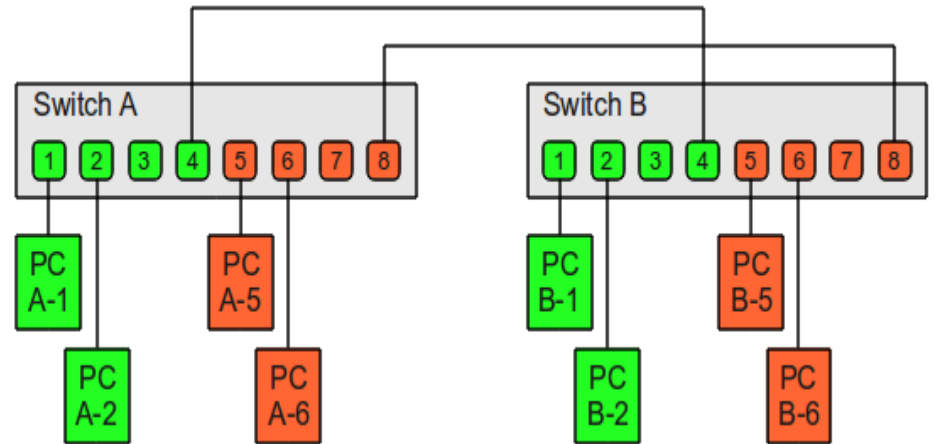 Switch A
1 2 3 4 5 6 7 8
PC
A-1
PC
A-2
PC
A-5
PC
A-6
Switch B
1 2 3 4 5 6 7 8
PC
B-1
PC
B-2
PC
B-5
PC
B-6